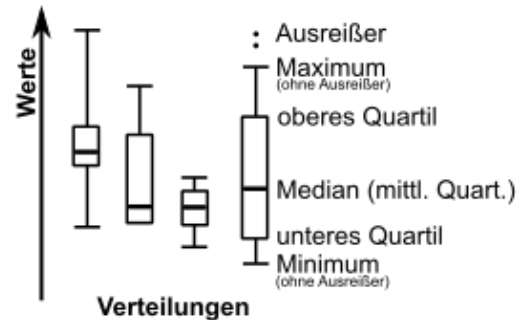 Werte
Ausreißer
Maximum
(ohne Ausreißer)
oberes Quartil
Median (mittl. Quart.)
unteres Quartil
Minimum
(ohne Ausreißer)
Verteilungen